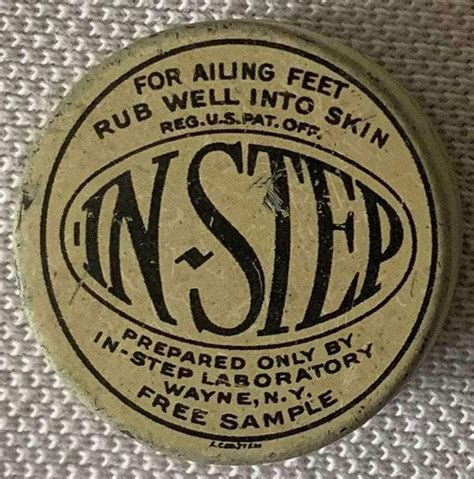 FOR AILING FEET
RUB WELL INTO SKIN
REG. U.S. PAT. OFF.
IN-STEP
PREPARED ONLY BY
IN-STEP LABORATORY
WAYNE, N.Y.
FREE SAMPLE